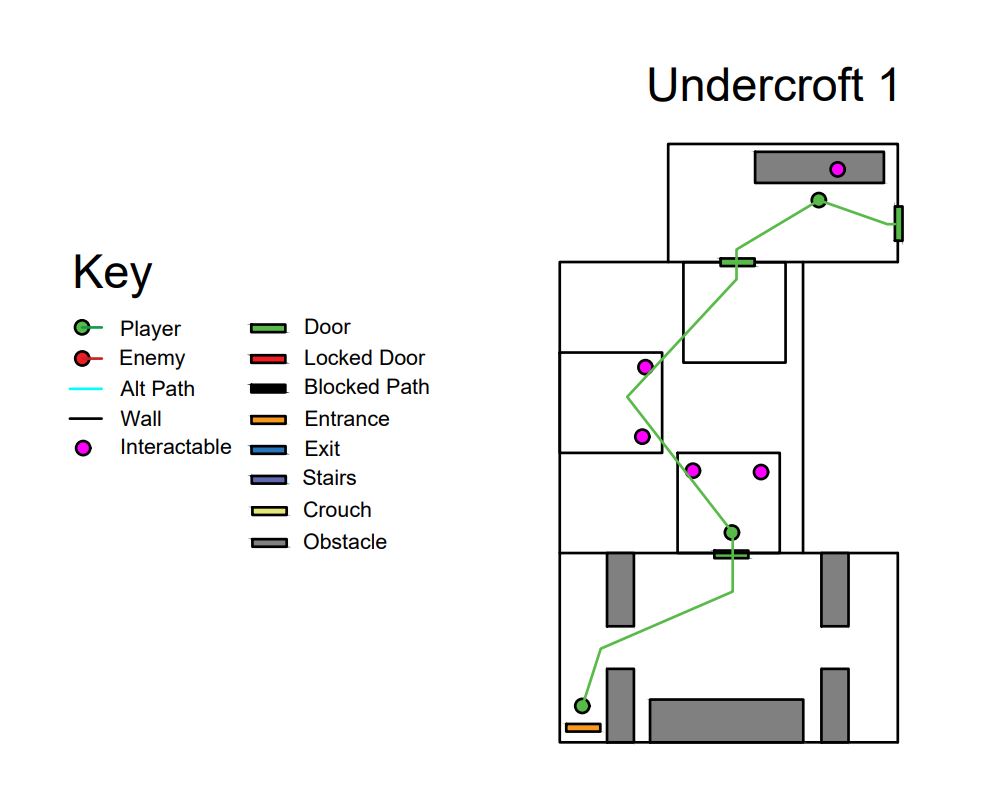 Undercroft 1
Key
Player
Enemy
Alt Path
Wall
Interactable
Door
Locked Door
Blocked Path
Entrance
Exit
Stairs
Crouch
Obstacle